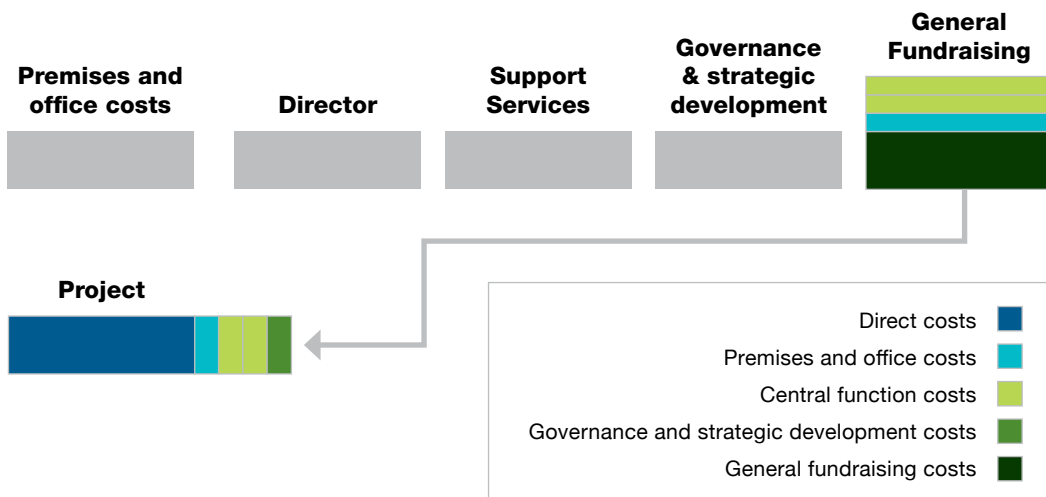 Premises and
office costs
Director
Support
Services
Governance
& strategic
development
General
Fundraising
Project
Direct costs
Premises and office costs
Central function costs
Governance and strategic development costs
General fundraising costs